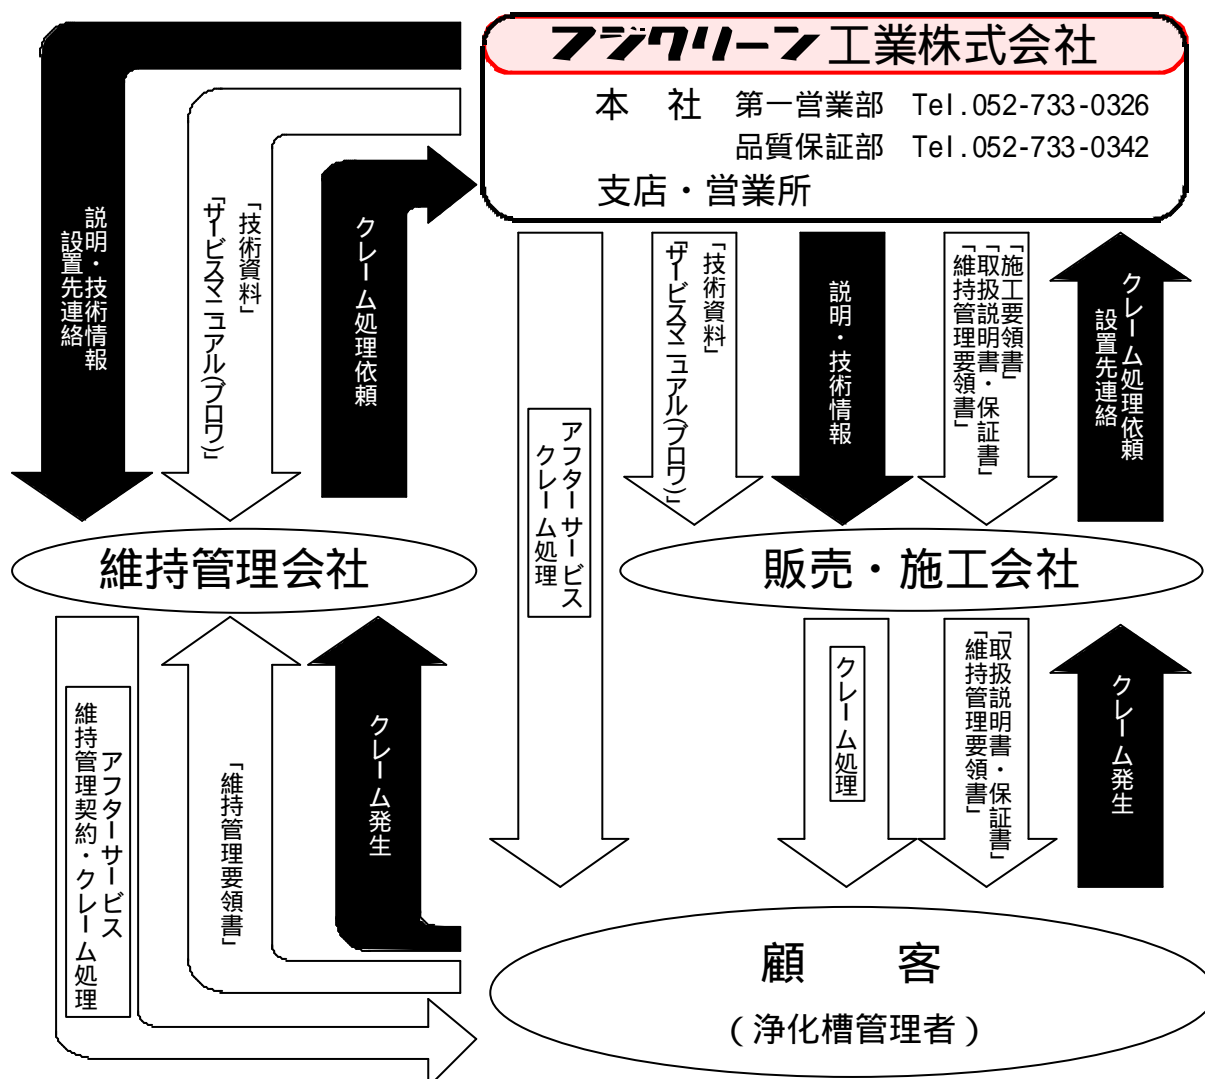 フジクリーン工業株式会社
本　社　第一営業部　Tel.052-733-0326
品質保証部　Tel.052-733-0342
支店・営業所
説明・技術情報
設置先連絡
「技術資料」
「サービスマニュアル(ブロワ)」
クレーム処理依頼
アフターサービス
クレーム処理
「技術資料」
「サービスマニュアル(ブロワ)」
説明・技術情報
「施工要領書」
「取扱説明書・保証書」
「維持管理要領書」
クレーム処理依頼
設置先連絡
維持管理会社
販売・施工会社
アフターサービス
維持管理契約・クレーム処理
「維持管理要領書」
クレーム発生
クレーム処理
「取扱説明書・保証書」
「維持管理要領書」
クレーム発生
顧　客
(浄化槽管理者)